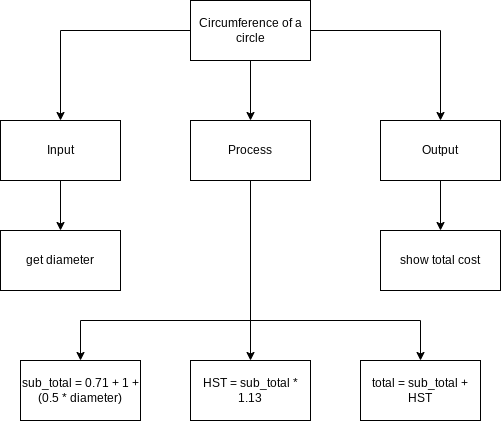 Circumference of a
circle
Input
Process
Output
get diameter
show total cost
sub_total = 0.71 + 1 +
(0.5 * diameter)
HST = sub_total *
1.13
total = sub_total +
HST